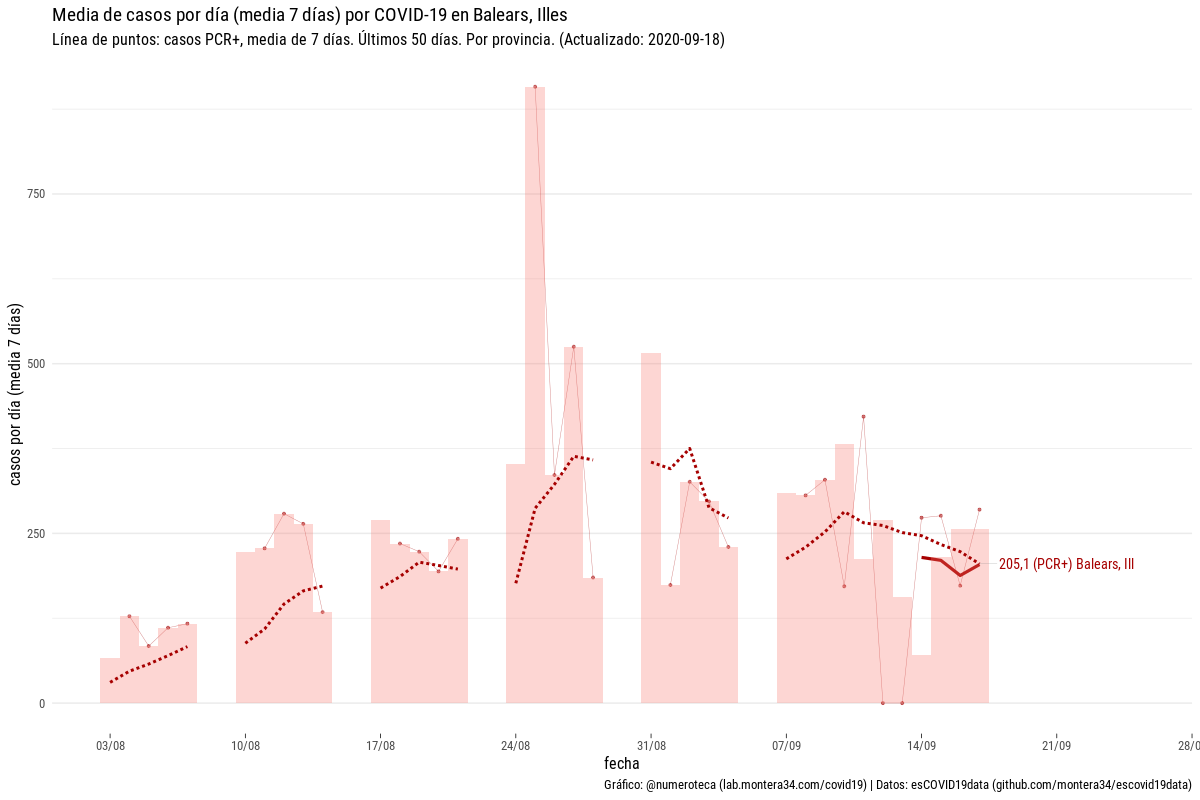 Media de casos por día (media 7 días) por COVID-19 en Balears, Illes
Línea de puntos: casos PCR+, media de 7 días. Últimos 50 días. Por provincia. (Actualizado: 2020-09-18)
casos por día (media 7 días)
750
500
250
0
205,1 (PCR+) Balears, Ill
03/08
10/08
17/08
24/08
31/08
07/09
14/09
21/09
28/0
fecha
Gráfico: @numeroteca (lab.montera34.com/covid19) | Datos: esCOVID19data (github.com/montera34/escovid19data)